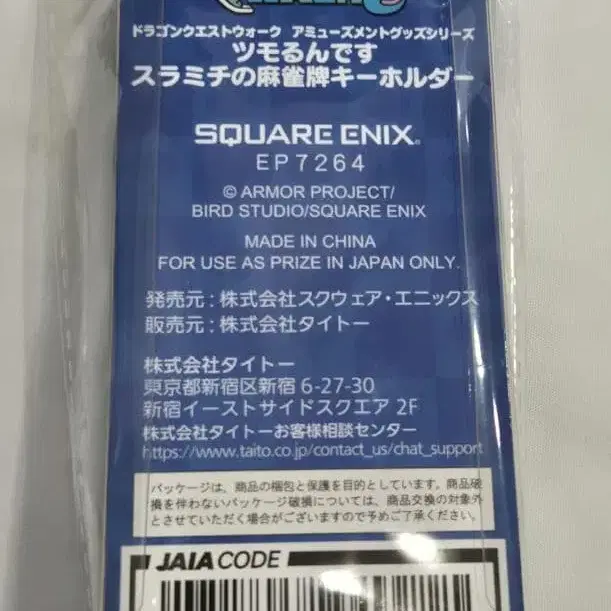 ドラゴンクエストウォーク アミューズメントグッズシリーズ
ツモるんです
スラミチの麻雀牌キーホルダー
SQUARE ENIX®
EP7264
© ARMOR PROJECT/
BIRD STUDIO/SQUARE ENIX
MADE IN CHINA
FOR USE AS PRIZE IN JAPAN ONLY.
発売元:株式会社スクウェア・エニックス
販売元:株式会社タイトー
株式会社タイトー
東京都新宿区新宿 6-27-30
新宿イーストサイドスクエア 2F
株式会社タイトーお客様相談センター
https://www.taito.co.jp/contact_us/chat_support
パッケージは、商品の梱包と保護を目的としています。商品破
損を伴わないパッケージ破損については、商品交換の対象外
とさせていただく場合がございますので予めご了承ください。
JAIA CODE